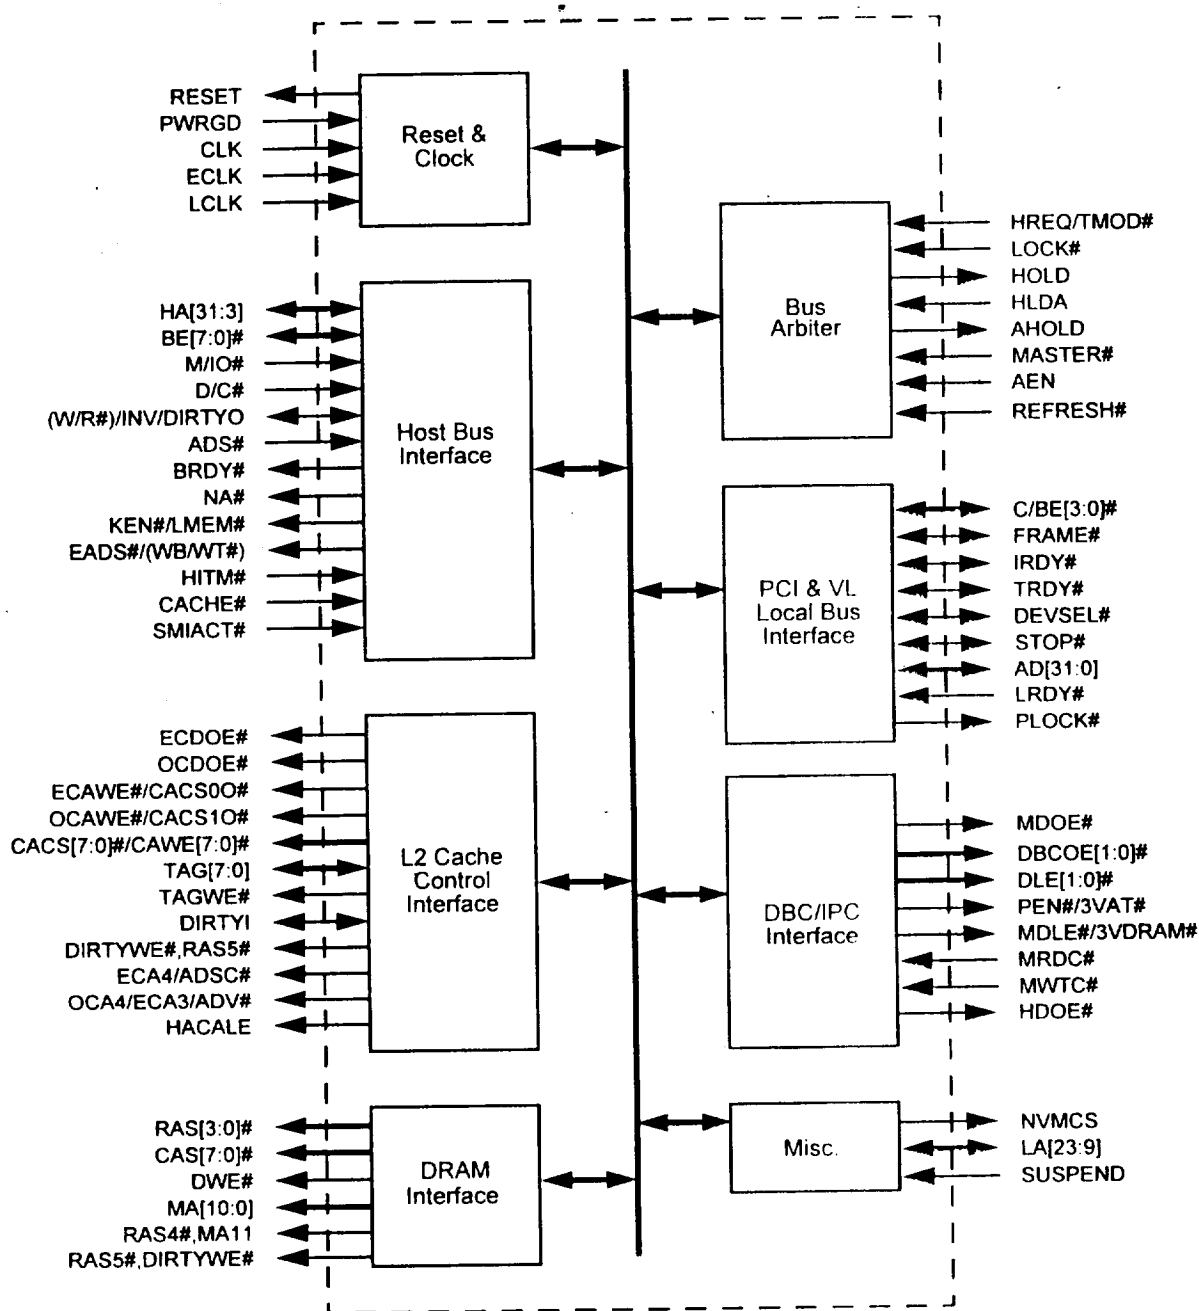 RESET
PWRGD
CLK
ECLK
LCLK
Reset &
Clock
HA[31:3]
BE[7:0]#
M/IO#
D/C#
(W/R#)/INV/DIRTYO
ADS#
BRDY#
NA#
KEN#/LMEM#
EADS#/(WB/WT#)
HITM#
CACHE#
SMIACT#
Host Bus
Interface
ECDOE#
OCDOE#
ECAWE#/CACS0O#
OCAWE#/CACS1O#
CACS[7:0]#/CAWE[7:0]#
TAG[7:0]
TAGWE#
DIRTYI
DIRTYWE#,RAS5#
ECA4/ADSC#
OCA4/ECA3/ADV#
HACALE
L2 Cache
Control
Interface
RAS[3:0]#
CAS[7:0]#
DWE#
MA[10:0]
RAS4#,MA11
RAS5#,DIRTYWE#
DRAM
Interface
Bus
Arbiter
HREQ/TMOD#
LOCK#
HOLD
HLDA
AHOLD
MASTER#
AEN
REFRESH#
PCI & VL
Local Bus
Interface
C/BE[3:0]#
FRAME#
IRDY#
TRDY#
DEVSEL#
STOP#
AD[31:0]
LRDY#
PLOCK#
DBC/IPC
Interface
MDOE#
DBCOE[1:0]#
DLE[1:0]#
PEN#/3VAT#
MDLE#/3VDRAM#
MRDC#
MWTC#
HDOE#
Misc.
NVMCS
LA[23:9]
SUSPEND